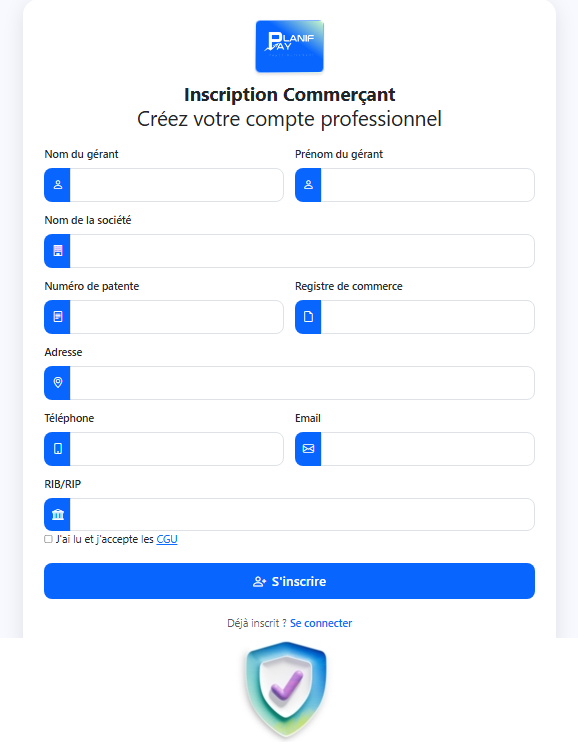 PLANIF
PAY
Inscription Commerçant
Créez votre compte professionnel
Nom du gérant
Prénom du gérant
Nom de la société
Numéro de patente
Registre de commerce
Adresse
Téléphone
Email
RIB/RIP
J'ai lu et j'accepte les CGU
S'inscrire
Déjà inscrit ? Se connecter